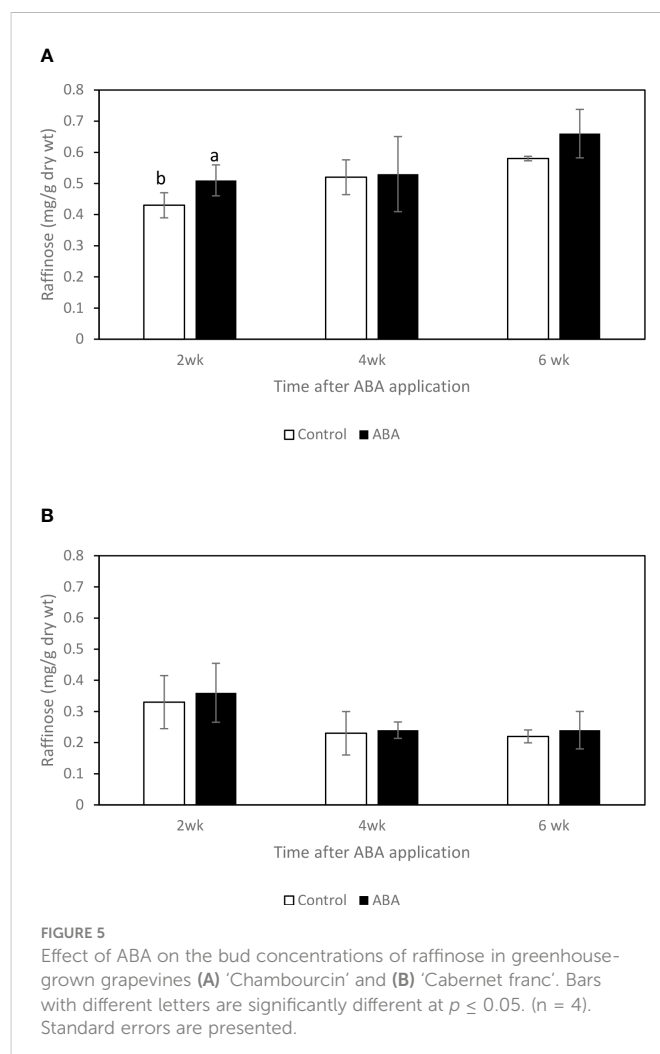 A
0.8
0.7
0.6
0.5
0.4
0.3
0.2
0.1
0
Raffinose (mg/g dry wt)
b
a
2wk
4wk
6 wk
Time after ABA application
Control
ABA
B
0.8
0.7
0.6
0.5
0.4
0.3
0.2
0.1
0
Raffinose (mg/g dry wt)
2wk
4wk
6 wk
Time after ABA application
Control
ABA
FIGURE 5
Effect of ABA on the bud concentrations of raffinose in greenhouse-
grown grapevines (A) ‘Chambourcin’ and (B) ‘Cabernet franc’. Bars
with different letters are significantly different at p ≤ 0.05. (n = 4).
Standard errors are presented.